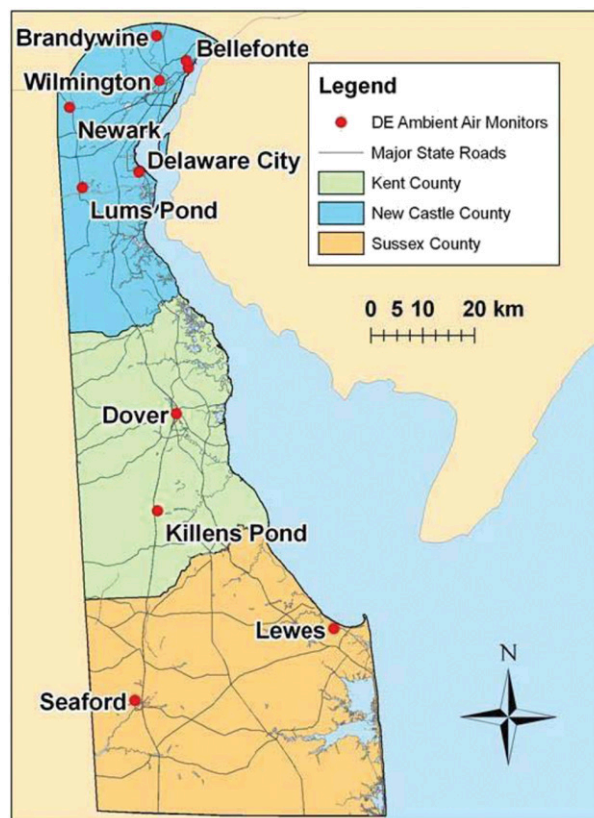 Brandywine
Bellefonte
Wilmington
Newark
Delaware City
Lums Pond
Dover
Killens Pond
Lewes
Seaford
Legend
DE Ambient Air Monitors
Major State Roads
Kent County
New Castle County
Sussex County
0 5 10 20 km
N